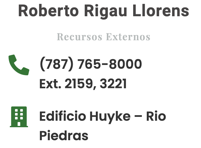 Roberto Rigau Llorens
Recursos Externos
(787) 765-8000
Ext. 2159, 3221
Edificio Huyke – Rio
Piedras